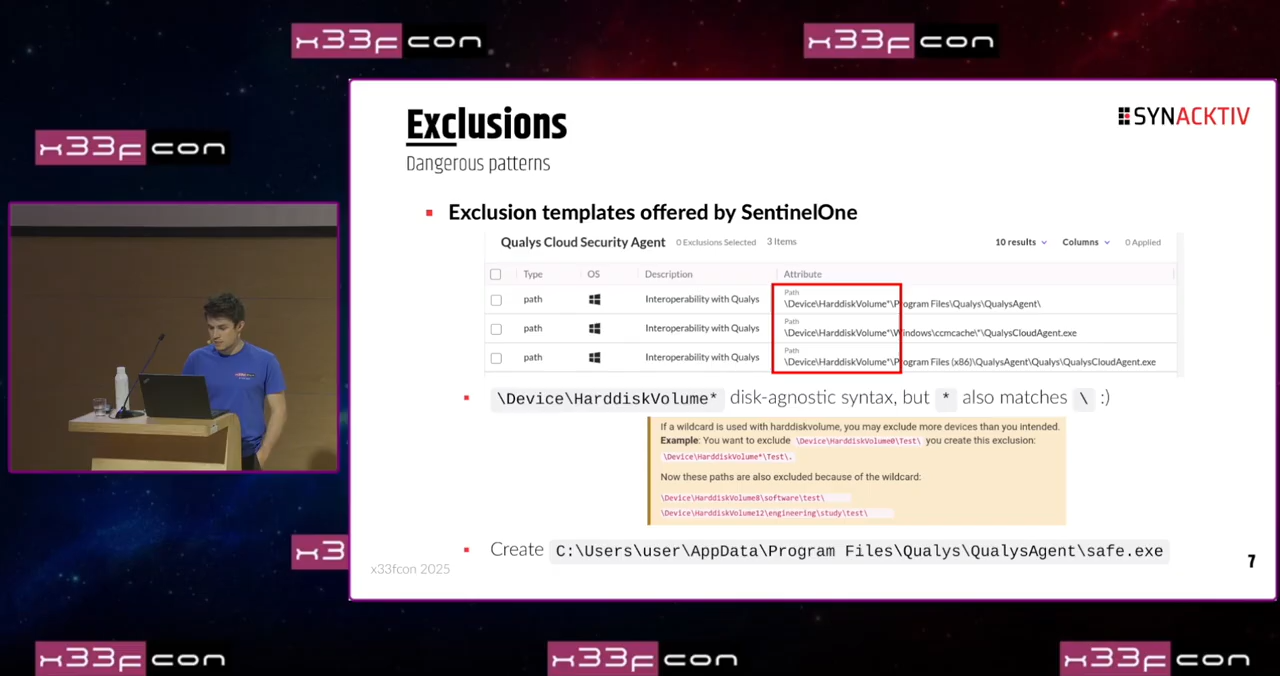 x33fcon
x33fcon
x33fcon
Exclusions
SYNACKTIV
Dangerous patterns
Exclusion templates offered by SentinelOne
Qualys Cloud Security Agent 0 Exclusions Selected 3 Items 10 results Columns 0 Applied
Type OS Description Attribute
Path
path Interoperability with Qualys \Device\HarddiskVolume*\Program Files\Qualys\QualysAgent\
Path
path Interoperability with Qualys \Device\HarddiskVolume*\Windows\ccmcache\*\QualysCloudAgent.exe
Path
path Interoperability with Qualys \Device\HarddiskVolume*\Program Files (x86)\QualysAgent\Qualys\QualysCloudAgent.exe
\Device\HarddiskVolume* disk-agnostic syntax, but * also matches \ :)
If a wildcard is used with harddiskvolume, you may exclude more devices than you intended.
Example: You want to exclude \Device\HarddiskVolume0\Test\ you create this exclusion:
\Device\HarddiskVolume*\Test\.
Now these paths are also excluded because of the wildcard:
\Device\HarddiskVolume8\software\test\
\Device\HarddiskVolume12\engineering\study\test\
Create C:\Users\user\AppData\Program Files\Qualys\QualysAgent\safe.exe
x33fcon 2025
7
x3
x33fcon
x33fcon
x33fcon